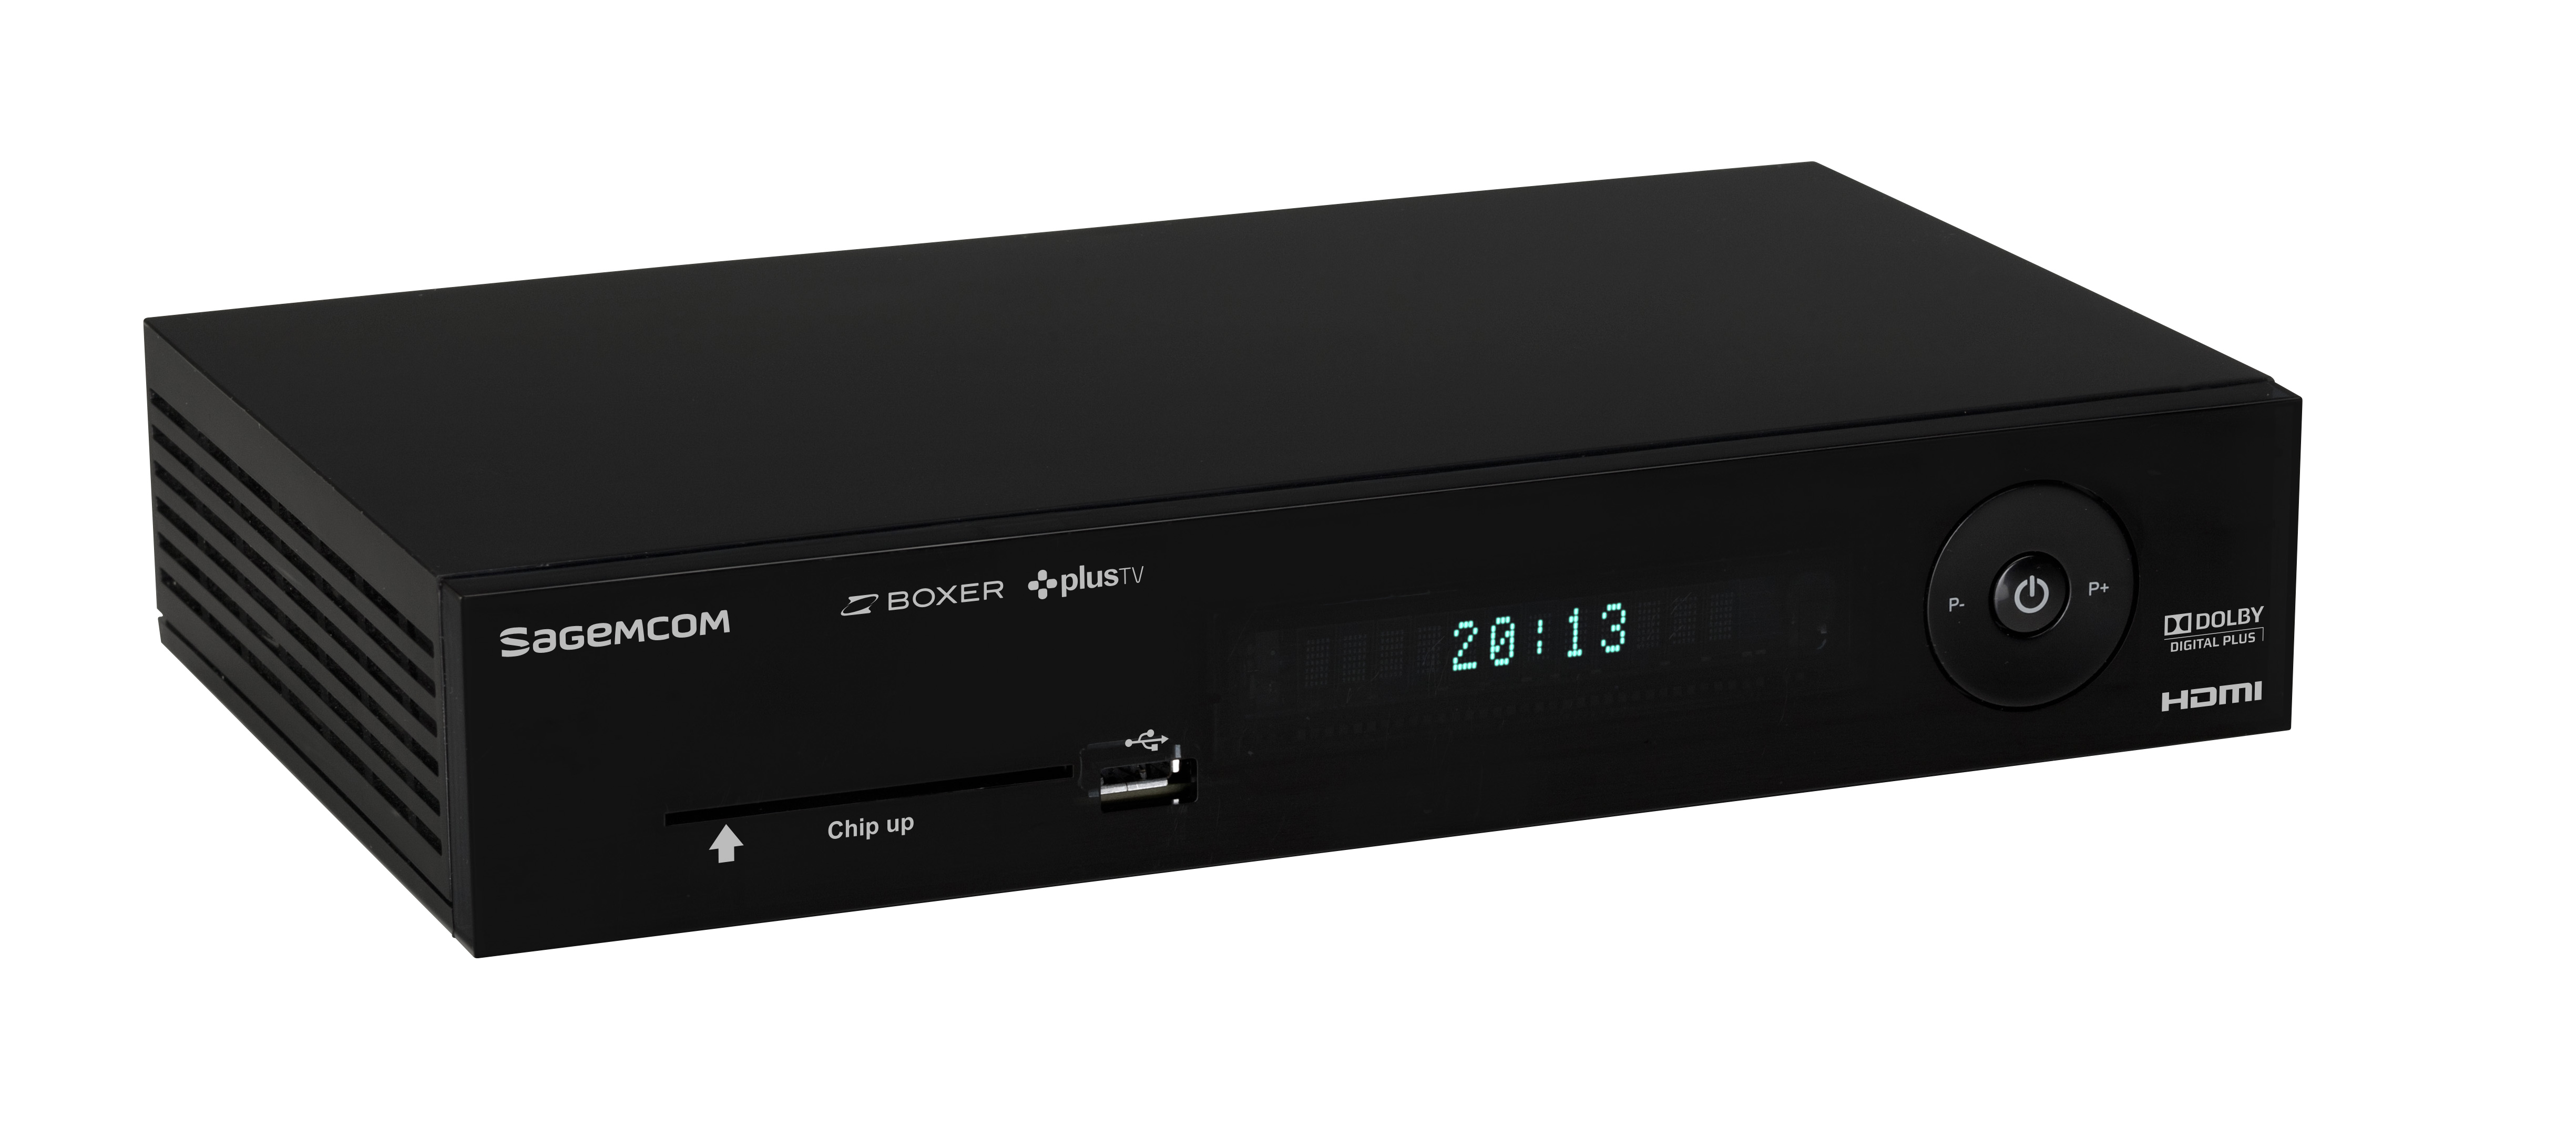 SAGEMCOM
BOXER plusTV
20:13
P- P+
DOLBY
DIGITAL PLUS
HDMI
Chip up